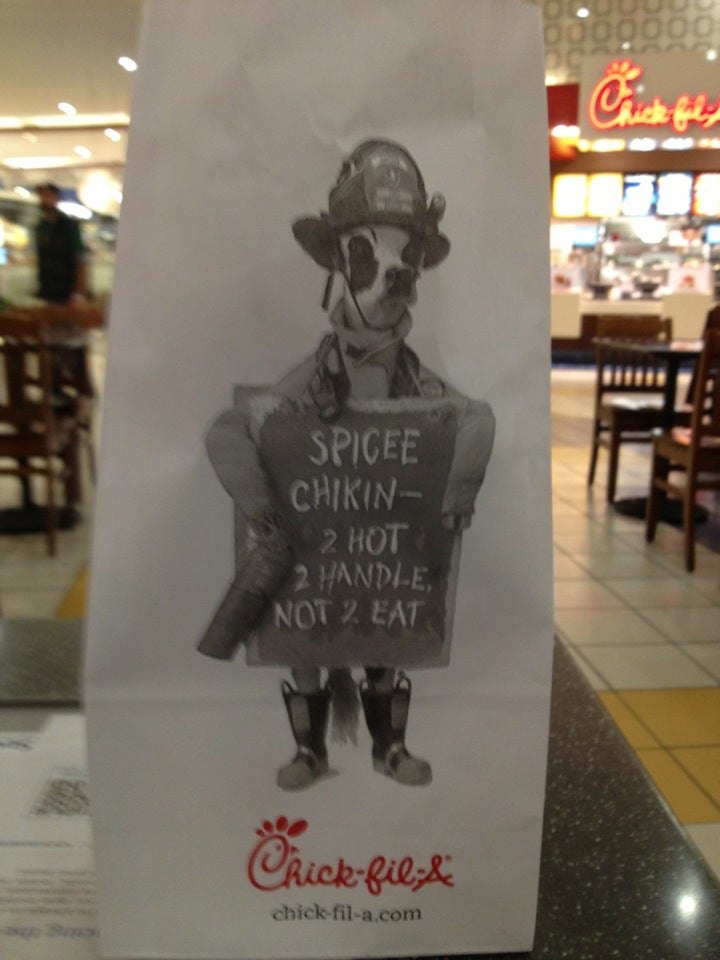 Chick-fil-A
SPICEE
CHIKIN—
2 HOT
2 HANDLE,
NOT 2 EAT
Chick-fil-A®
chick-fil-a.com